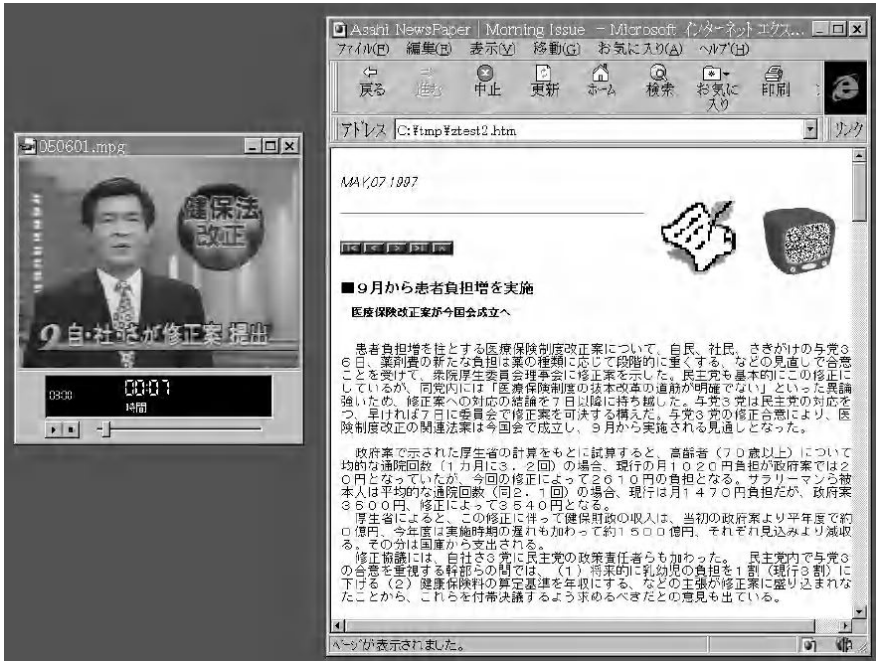 050601.mpg
健保法
改正
9 自・社・さが修正案 提出
03:00
00:07
時間
Asahi NewsPaper | Morning Issue - Microsoft インターネット エクス...
ファイル(F) 編集(E) 表示(V) 移動(G) お気に入り(A) ヘルプ(H)
戻る 進む 中止 更新 ホーム 検索 お気に入り 印刷
アドレス C:¥tmp¥ztest2.htm リンク
MAY,07 1997
■9月から患者負担増を実施
医療保険改正案が今国会成立へ
患者負担増を柱とする医療保険制度改正案について、自民、社民、さきがけの与党3
6日、薬剤費の新たな負担は薬の種類に応じて段階的に重くする、などの見直しで合意
ことを受けて、衆院厚生委員会理事会に修正案を示した。民主党も基本的にこの修正に
しているが、同党内には「医療保険制度の抜本改革の道筋が明確でない」といった異論
強いため、修正案への対応の結論を7日以降に持ち越した。与党3党は民主党の対応を
つ、早ければ7日に委員会で修正案を可決する構えだ。与党3党の修正合意により、医
険制度改正の関連法案は今国会で成立し、9月から実施される見通しとなった。
政府案で示された厚生省の計算をもとに試算すると、高齢者(70歳以上)について
均的な通院回数(1カ月に3.2回)の場合、現行の月1020円負担が政府案では2
0円となっていたが、今回の修正によって2610円の負担となる。サラリーマンら被
本人は平均的な通院回数(同2.1回)の場合、現行は月1470円負担だが、政府案
3600円、修正によって3540円となる。
厚生省によると、この修正に伴って健保財政の収入は、当初の政府案より平年度で約
0億円、今年度は実施時期の遅れも加わって約1500億円、それぞれ見込みより減収
る。その分は国庫から支出される。
修正協議には、自社さ3党に民主党の政策責任者らも加わった。 民主党内で与党3
の合意を重視する幹部らの間では、(1)将来的に乳幼児の負担を1割(現行3割)に
下げる(2)健康保険料の算定基準を年収にする、などの主張が修正案に盛り込まれな
たことから、これらを付帯決議するよう求めるべきだとの意見も出ている。
ページが表示されました。